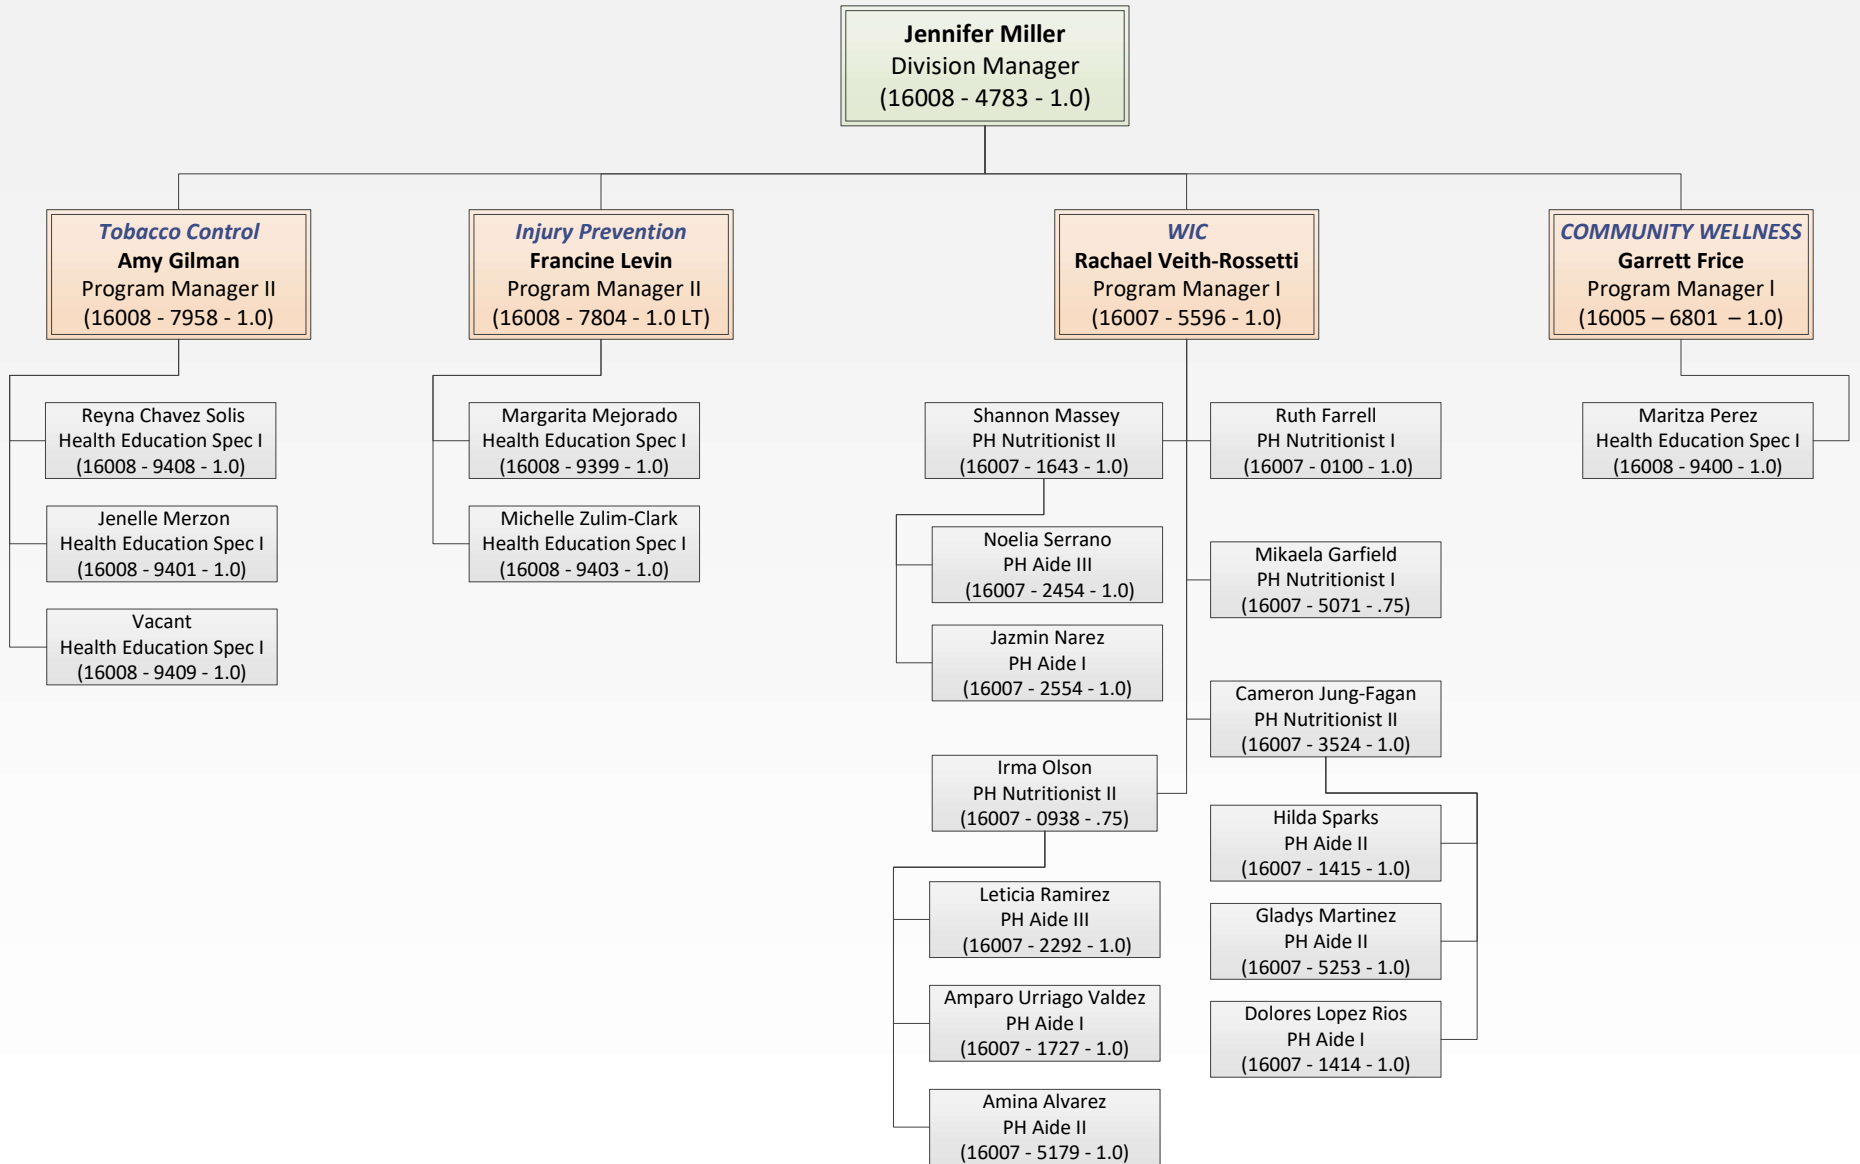 Jennifer Miller
Division Manager
(16008 - 4783 - 1.0)
Tobacco Control
Amy Gilman
Program Manager II
(16008 - 7958 - 1.0)
Reyna Chavez Solis
Health Education Spec I
(16008 - 9408 - 1.0)
Jenelle Merzon
Health Education Spec I
(16008 - 9401 - 1.0)
Vacant
Health Education Spec I
(16008 - 9409 - 1.0)
Injury Prevention
Francine Levin
Program Manager II
(16008 - 7804 - 1.0 LT)
Margarita Mejorado
Health Education Spec I
(16008 - 9399 - 1.0)
Michelle Zulim-Clark
Health Education Spec I
(16008 - 9403 - 1.0)
WIC
Rachael Veith-Rossetti
Program Manager I
(16007 - 5596 - 1.0)
Shannon Massey
PH Nutritionist II
(16007 - 1643 - 1.0)
Noelia Serrano
PH Aide III
(16007 - 2454 - 1.0)
Jazmin Narez
PH Aide I
(16007 - 2554 - 1.0)
Irma Olson
PH Nutritionist II
(16007 - 0938 - .75)
Leticia Ramirez
PH Aide III
(16007 - 2292 - 1.0)
Amparo Urriago Valdez
PH Aide I
(16007 - 1727 - 1.0)
Amina Alvarez
PH Aide II
(16007 - 5179 - 1.0)
Ruth Farrell
PH Nutritionist I
(16007 - 0100 - 1.0)
Mikaela Garfield
PH Nutritionist I
(16007 - 5071 - .75)
Cameron Jung-Fagan
PH Nutritionist II
(16007 - 3524 - 1.0)
Hilda Sparks
PH Aide II
(16007 - 1415 - 1.0)
Gladys Martinez
PH Aide II
(16007 - 5253 - 1.0)
Dolores Lopez Rios
PH Aide I
(16007 - 1414 - 1.0)
COMMUNITY WELLNESS
Garrett Frice
Program Manager l
(16005 – 6801 – 1.0)
Maritza Perez
Health Education Spec I
(16008 - 9400 - 1.0)